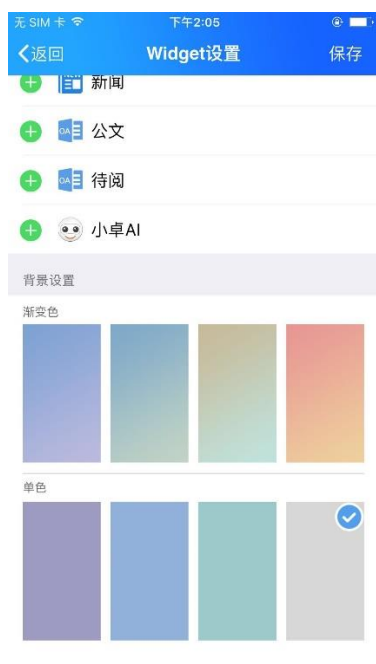 无 SIM 卡 下午2:05
返回 Widget设置 保存
新闻
OA 公文
OA 待阅
小卓AI
背景设置
渐变色
单色